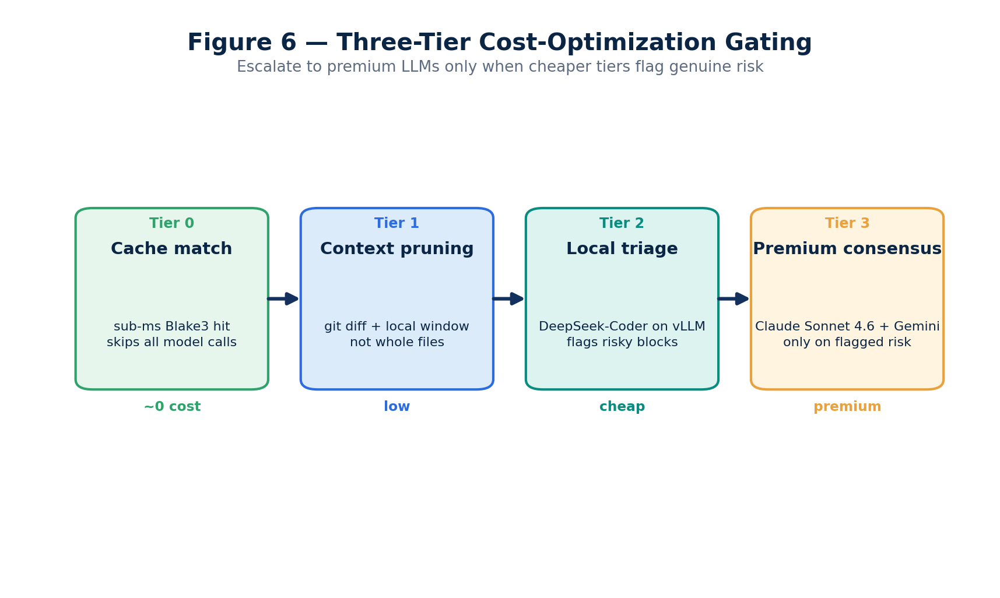 Figure 6 — Three-Tier Cost-Optimization Gating
Escalate to premium LLMs only when cheaper tiers flag genuine risk
Tier 0
Cache match
sub-ms Blake3 hit
skips all model calls
~0 cost
Tier 1
Context pruning
git diff + local window
not whole files
low
Tier 2
Local triage
DeepSeek-Coder on vLLM
flags risky blocks
cheap
Tier 3
Premium consensus
Claude Sonnet 4.6 + Gemini
only on flagged risk
premium